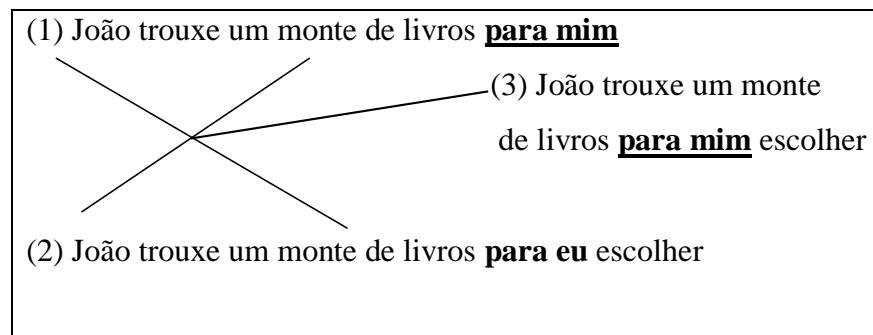 (1) João trouxe um monte de livros para mim
(3) João trouxe um monte
de livros para mim escolher
(2) João trouxe um monte de livros para eu escolher